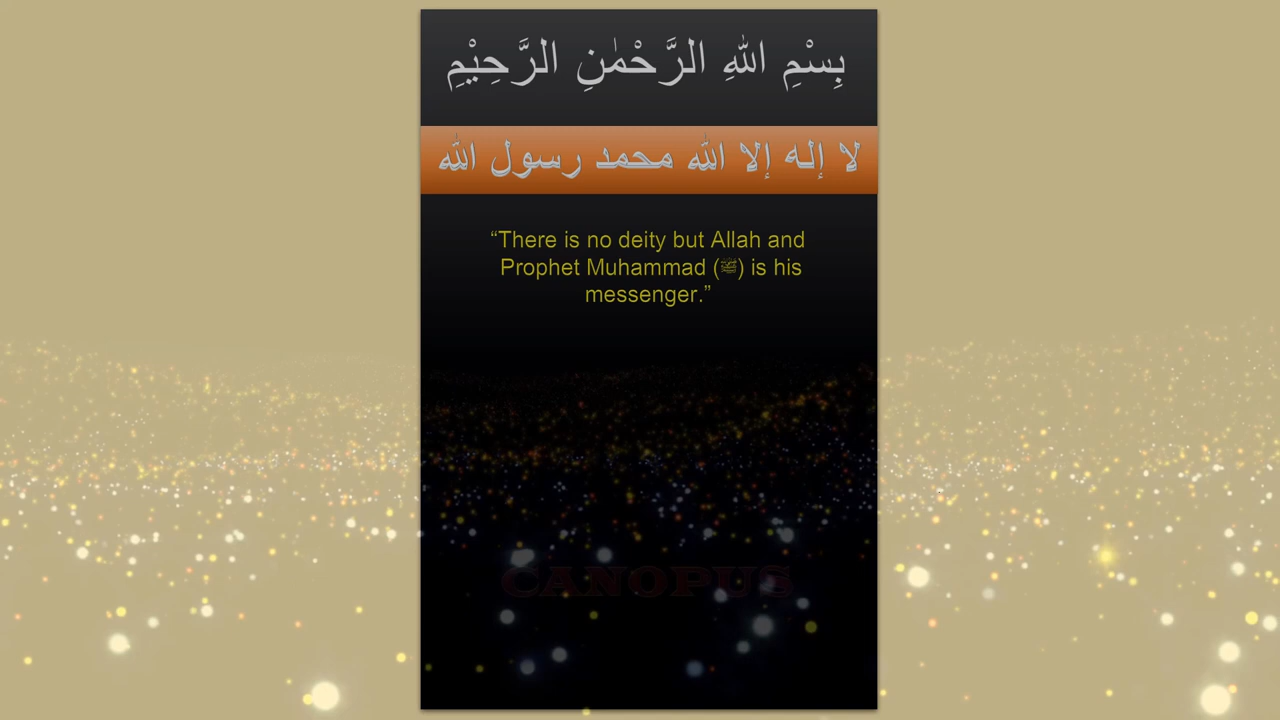 بِسْمِ اللهِ الرَّحْمٰنِ الرَّحِيْمِ
لا إله إلا الله محمد رسول الله
“There is no deity but Allah and
Prophet Muhammad (ﷺ) is his
messenger.”
CANOPUS